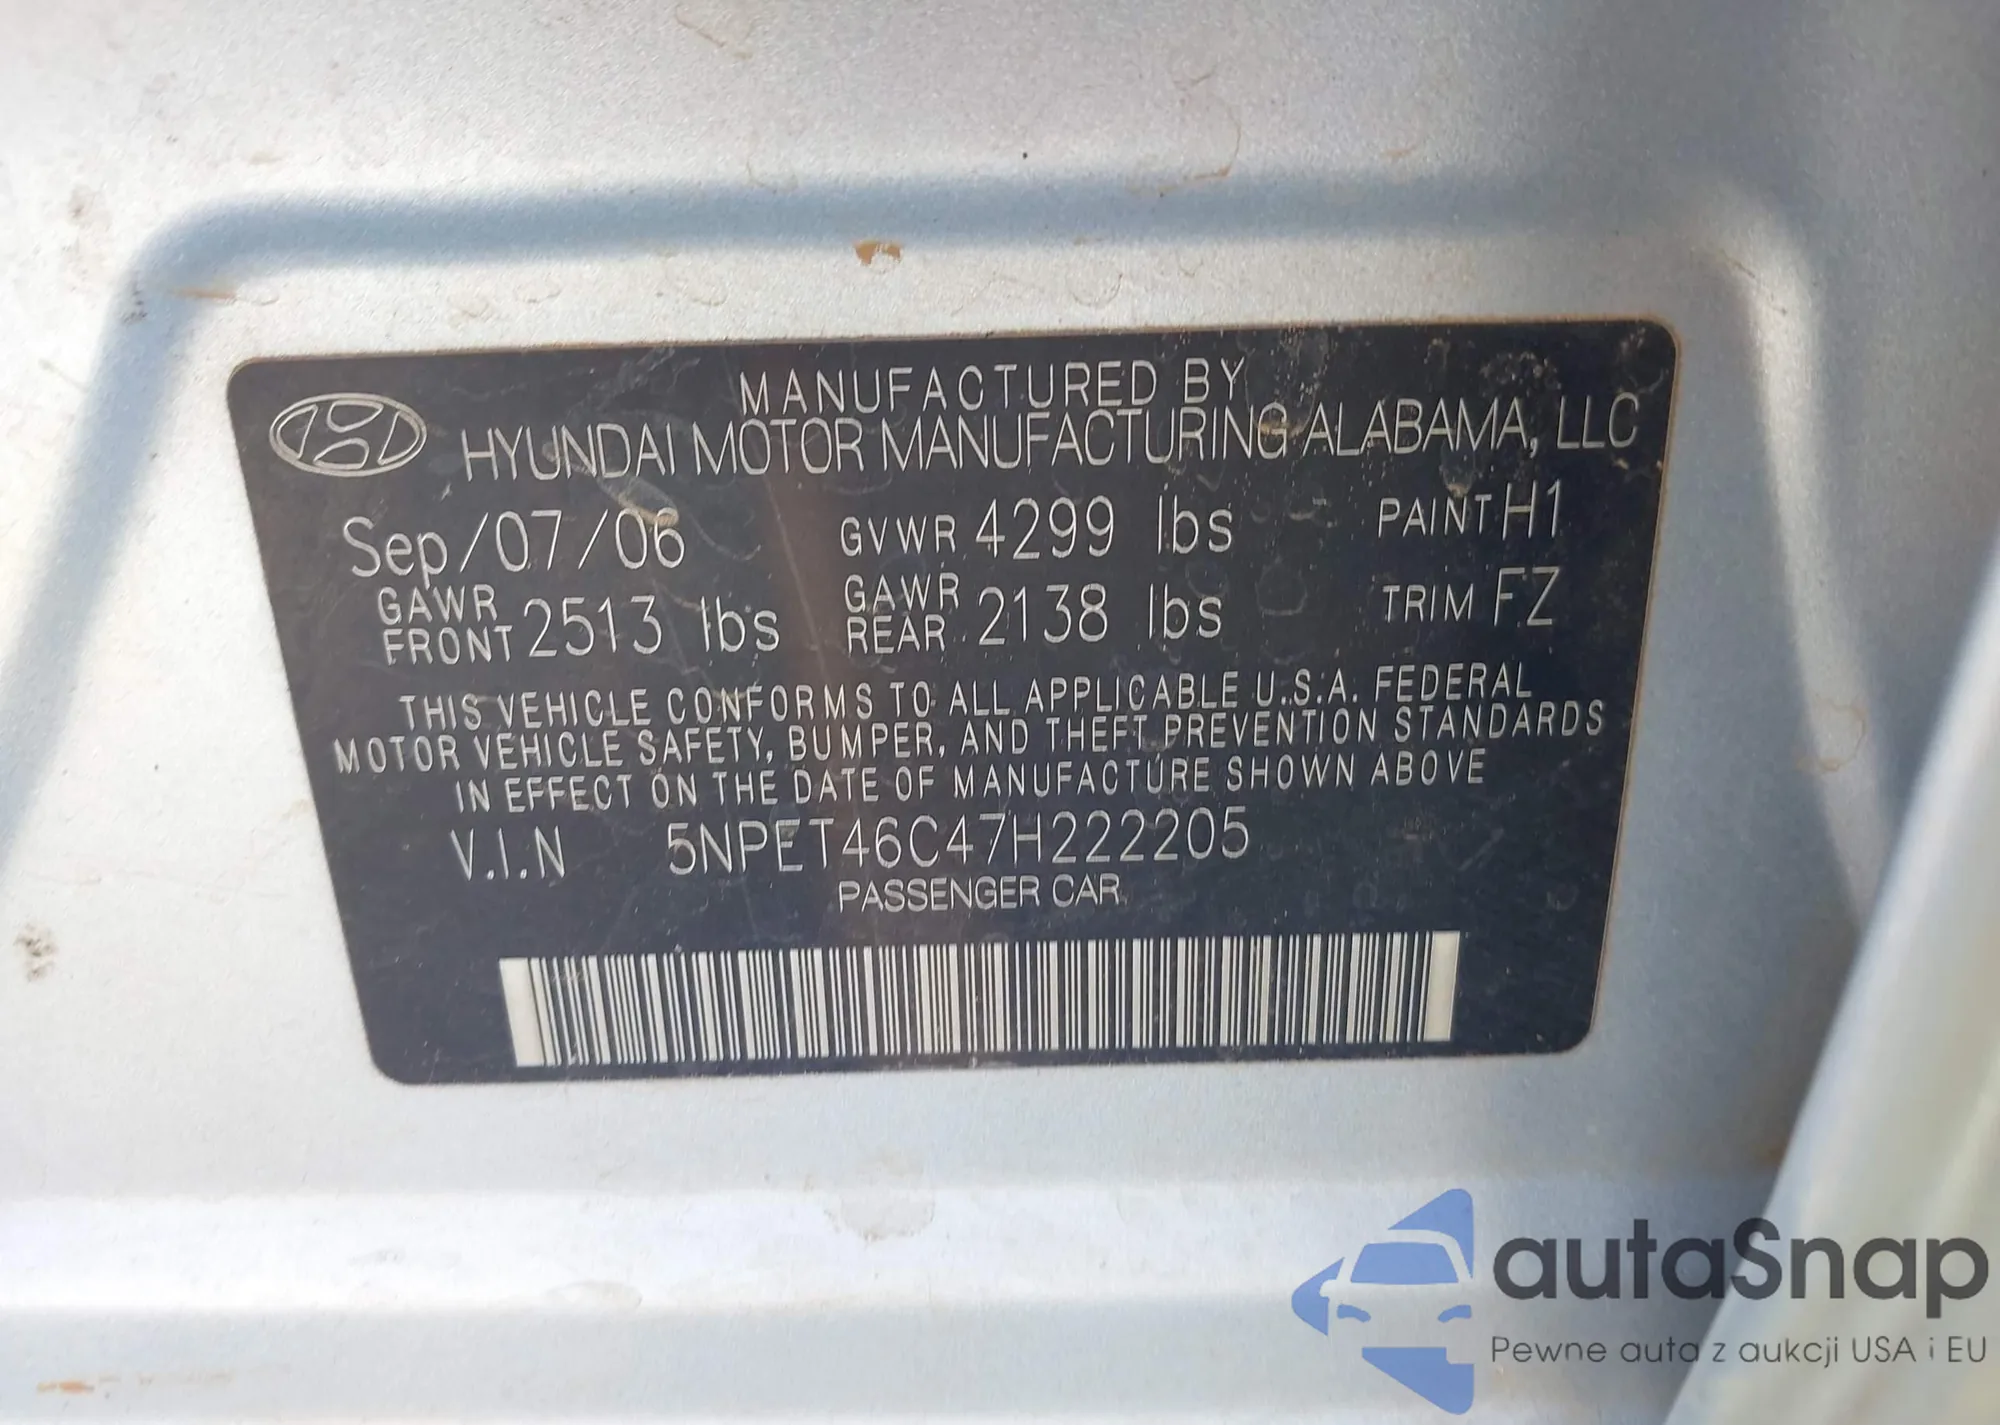 MANUFACTURED BY
HYUNDAI MOTOR MANUFACTURING ALABAMA, LLC
Sep/07/06 GVWR 4299 lbs PAINT H1
GAWR FRONT 2513 lbs GAWR REAR 2138 lbs TRIM FZ
THIS VEHICLE CONFORMS TO ALL APPLICABLE U.S.A. FEDERAL
MOTOR VEHICLE SAFETY, BUMPER, AND THEFT PREVENTION STANDARDS
IN EFFECT ON THE DATE OF MANUFACTURE SHOWN ABOVE
V.I.N 5NPET46C47H222205
PASSENGER CAR
autaSnap
Pewne auta z aukcji USA i EU